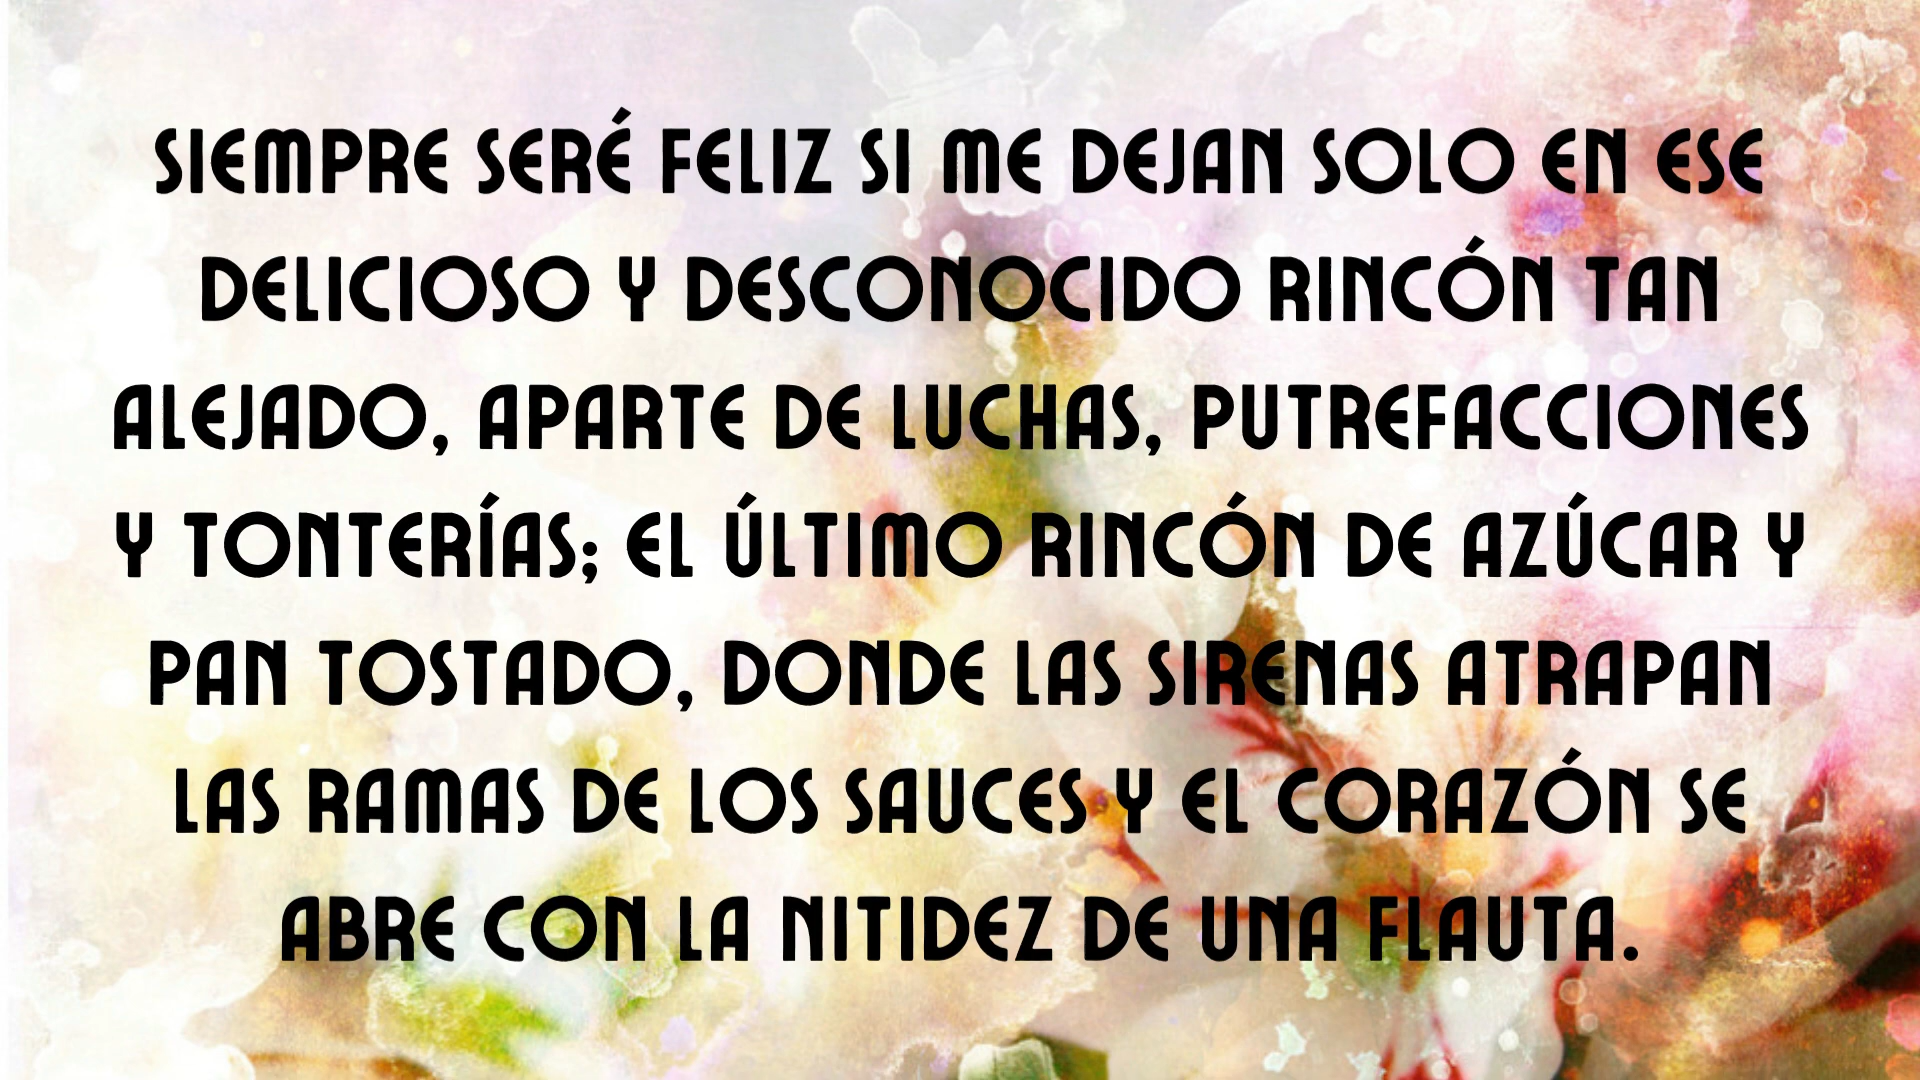 SIEMPRE SERÉ FELIZ SI ME DEJAN SOLO EN ESE
DELICIOSO Y DESCONOCIDO RINCÓN TAN
ALEJADO, APARTE DE LUCHAS, PUTREFACCIONES
Y TONTERÍAS; EL ÚLTIMO RINCÓN DE AZÚCAR Y
PAN TOSTADO, DONDE LAS SIRENAS ATRAPAN
LAS RAMAS DE LOS SAUCES Y EL CORAZÓN SE
ABRE CON LA NITIDEZ DE UNA FLAUTA.